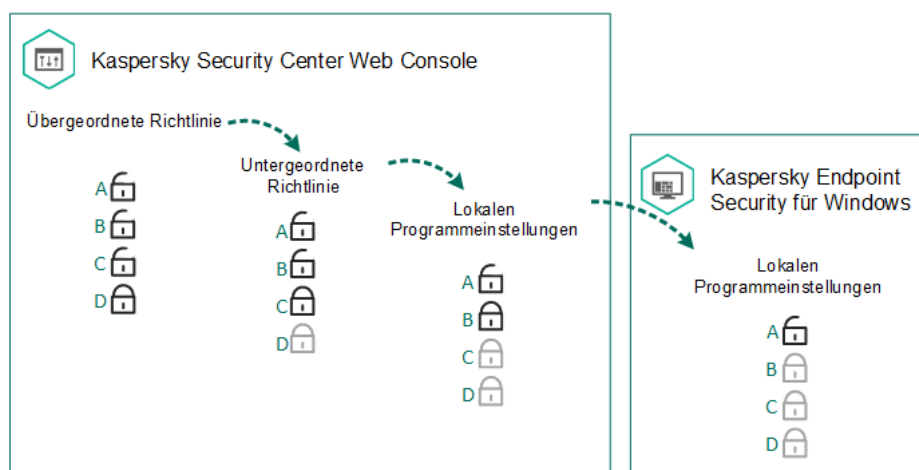 Kaspersky Security Center Web Console
Übergeordnete Richtlinie
A
B
C
D
Untergeordnete
Richtlinie
A
B
C
D
Lokalen
Programmeinstellungen
A
B
C
D
Kaspersky Endpoint
Security für Windows
Lokalen
Programmeinstellungen
A
B
C
D